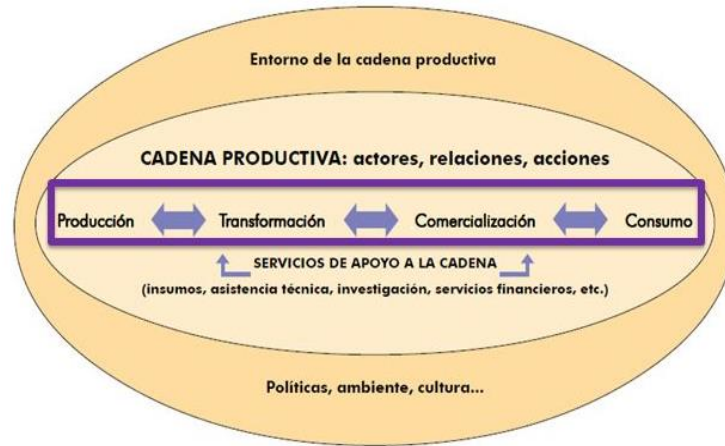 Entorno de la cadena productiva
CADENA PRODUCTIVA: actores, relaciones, acciones
Producción Transformación Comercialización Consumo
SERVICIOS DE APOYO A LA CADENA
(insumos, asistencia técnica, investigación, servicios financieros, etc.)
Políticas, ambiente, cultura...